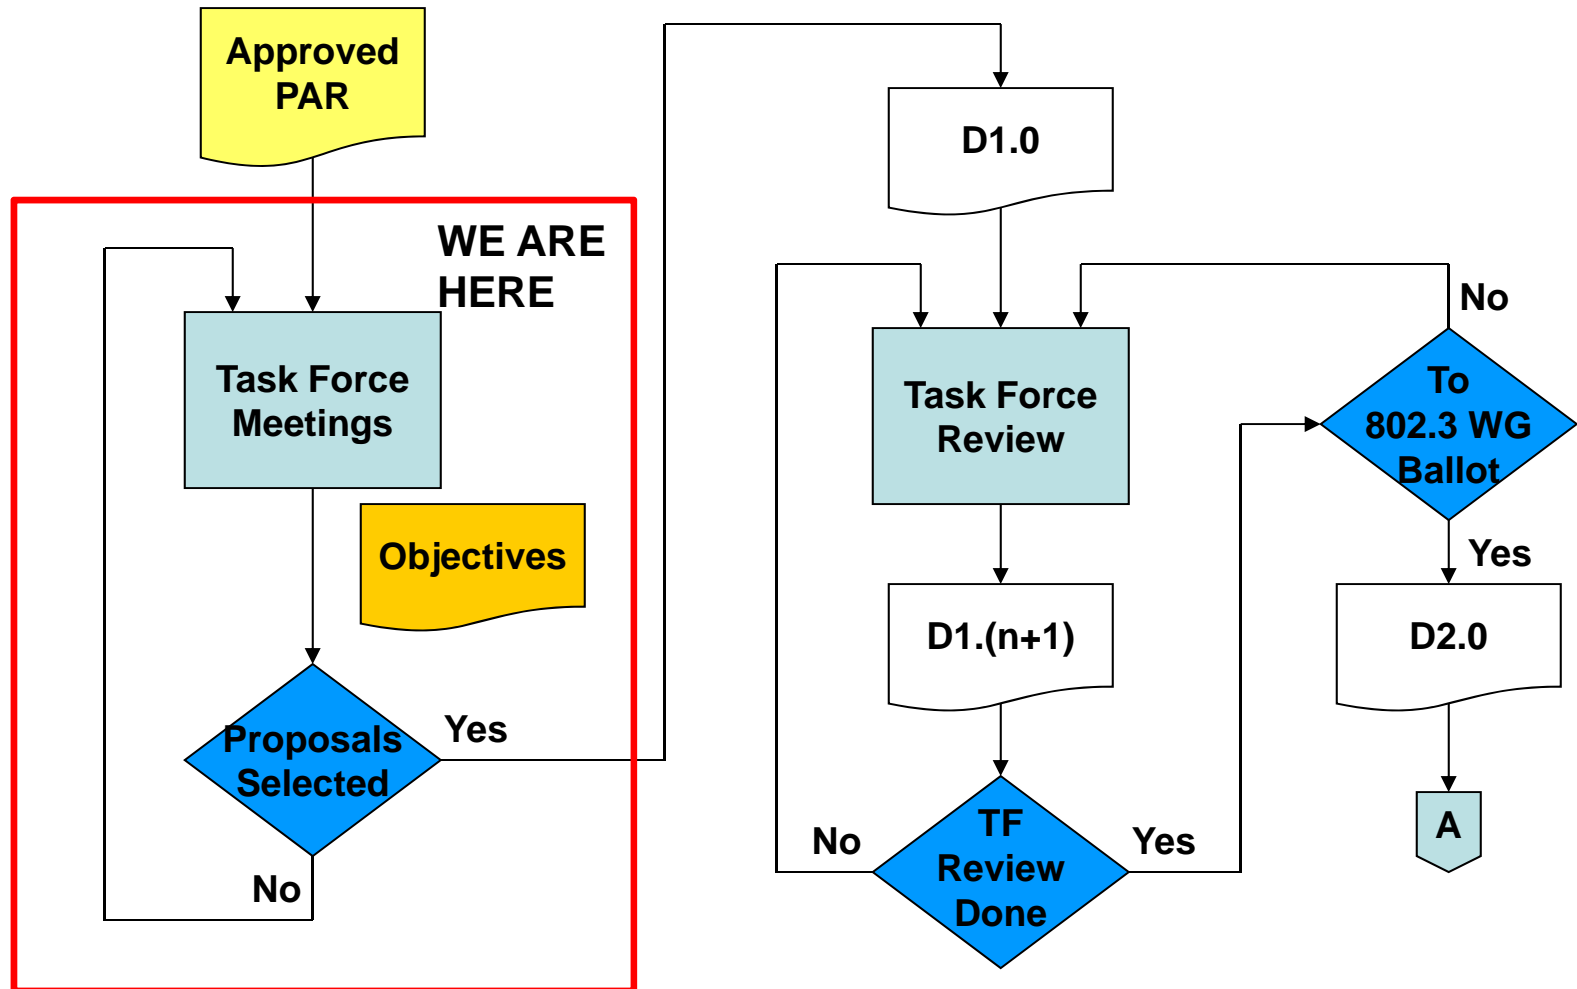 Approved
PAR
WE ARE
HERE
Task Force
Meetings
Objectives
Proposals
Selected
Yes
No
D1.0
Task Force
Review
D1.(n+1)
TF
Review
Done
No
Yes
To
802.3 WG
Ballot
No
Yes
D2.0
A